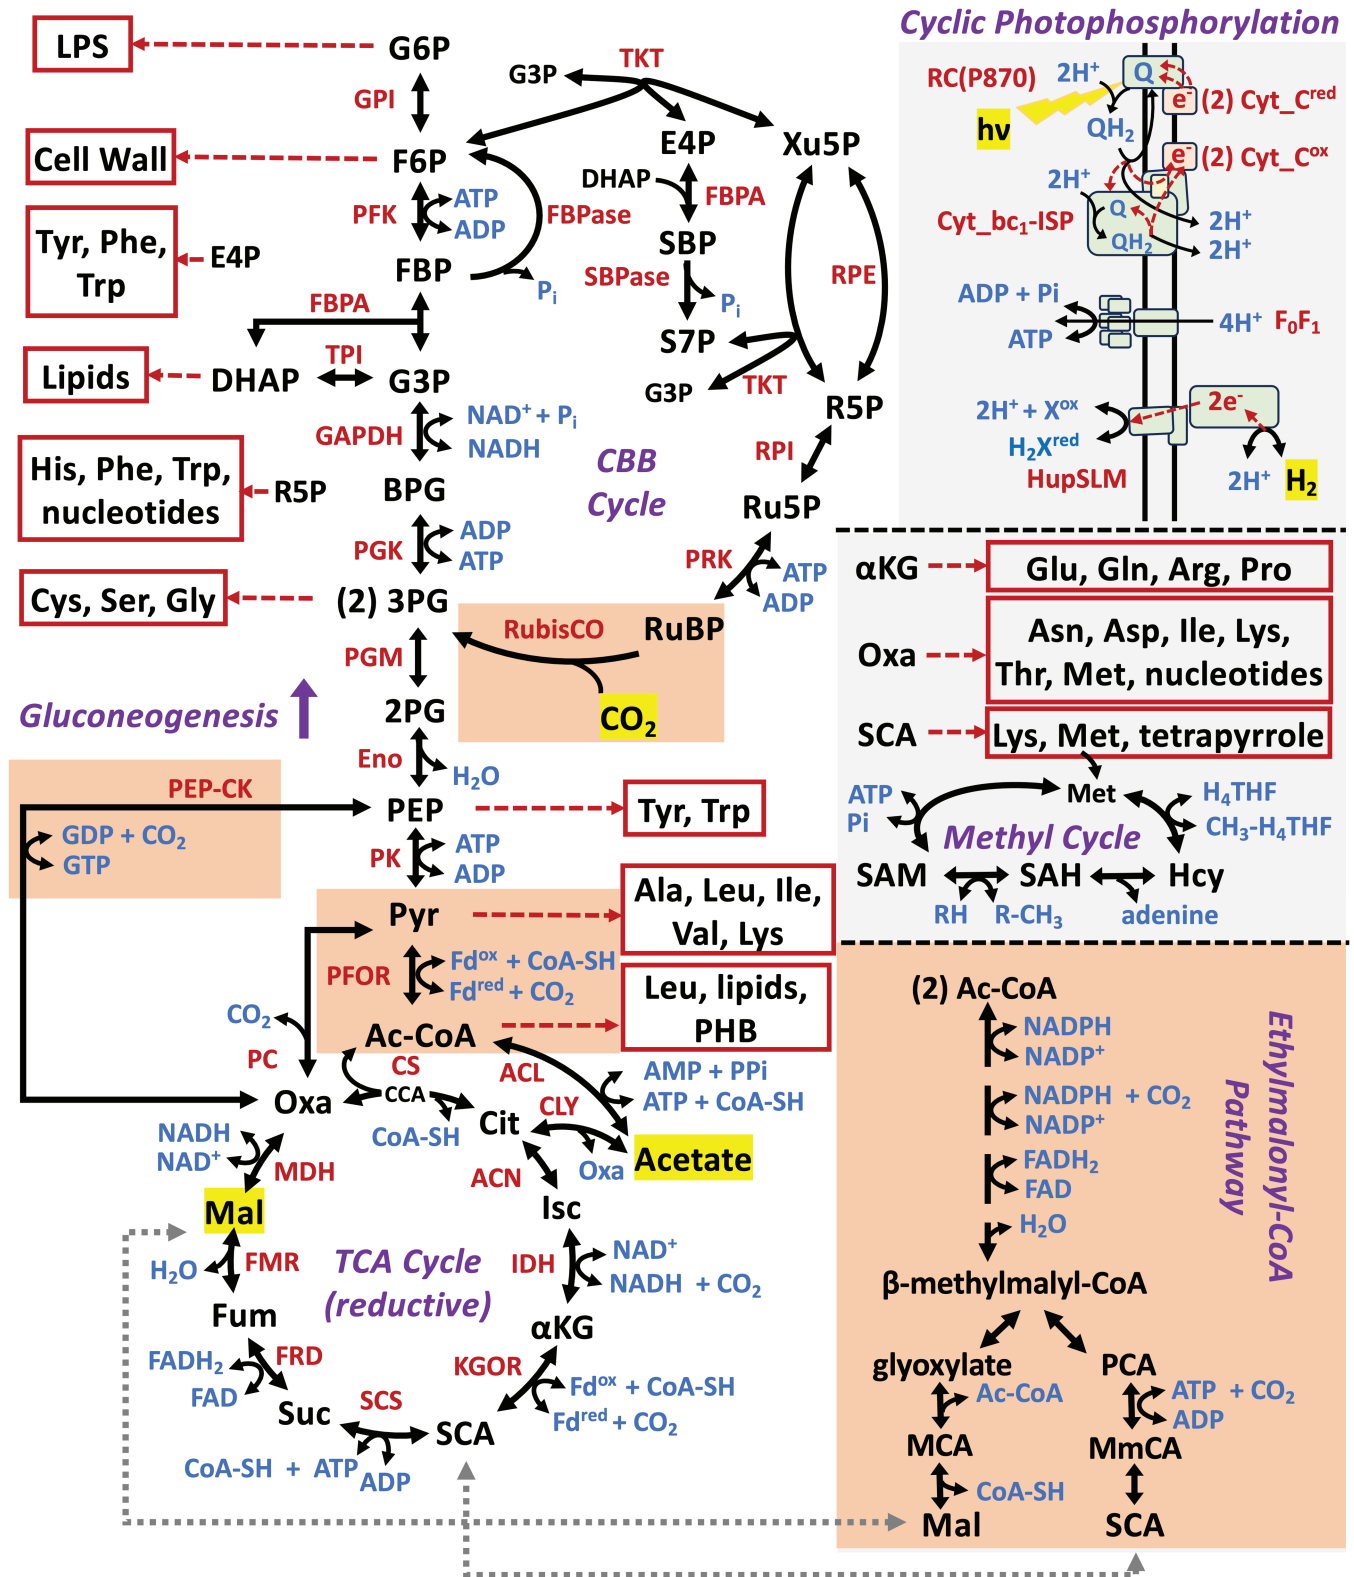 Cyclic Photophosphorylation
LPS
G6P
GPI
G3P
TKT
Cell Wall
F6P
E4P
Xu5P
PFK
ATP
ADP
FBPase
DHAP
FBPA
Tyr, Phe,
Trp
E4P
SBP
FBP
Pi
SBPase
Pi
RPE
FBPA
S7P
TPI
Lipids
DHAP
G3P
G3P
TKT
R5P
GAPDH
NAD+ + Pi
NADH
RPI
CBB
Cycle
His, Phe, Trp,
nucleotides
R5P
BPG
Ru5P
PGK
ADP
ATP
PRK
ATP
ADP
Cys, Ser, Gly
(2) 3PG
RubisCO
RuBP
PGM
CO2
Gluconeogenesis
2PG
Eno
H2O
PEP-CK
PEP
Tyr, Trp
GDP + CO2
GTP
PK
ATP
ADP
Pyr
Ala, Leu, Ile,
Val, Lys
PFOR
Fdox + CoA-SH
Fdred + CO2
Leu, lipids,
PHB
CO2
PC
Ac-CoA
CS
ACL
AMP + PPi
ATP + CoA-SH
Oxa
CCA
CoA-SH
Cit
CLY
Oxa
Acetate
NADH
NAD+
MDH
ACN
Mal
Isc
H2O
FMR
TCA Cycle
(reductive)
IDH
NAD+
NADH + CO2
Fum
αKG
FADH2
FAD
FRD
KGOR
Fdox + CoA-SH
Fdred + CO2
Suc
SCS
SCA
CoA-SH + ATP
ADP
RC(P870)
2H+
Q
e-
(2) Cyt_Cred
hν
QH2
e-
(2) Cyt_Cox
2H+
Cyt_bc1-ISP
Q
QH2
2H+
2H+
ADP + Pi
ATP
4H+
F0F1
2H+ + Xox
H2Xred
2e-
HupSLM
2H+
H2
αKG
Glu, Gln, Arg, Pro
Oxa
Asn, Asp, Ile, Lys,
Thr, Met, nucleotides
SCA
Lys, Met, tetrapyrrole
ATP
Pi
Met
H4THF
CH3-H4THF
Methyl Cycle
SAM
SAH
Hcy
RH
R-CH3
adenine
(2) Ac-CoA
NADPH
NADP+
NADPH + CO2
NADP+
FADH2
FAD
H2O
Ethylmalonyl-CoA
Pathway
β-methylmalyl-CoA
glyoxylate
PCA
Ac-CoA
ATP + CO2
ADP
MCA
MmCA
CoA-SH
Mal
SCA